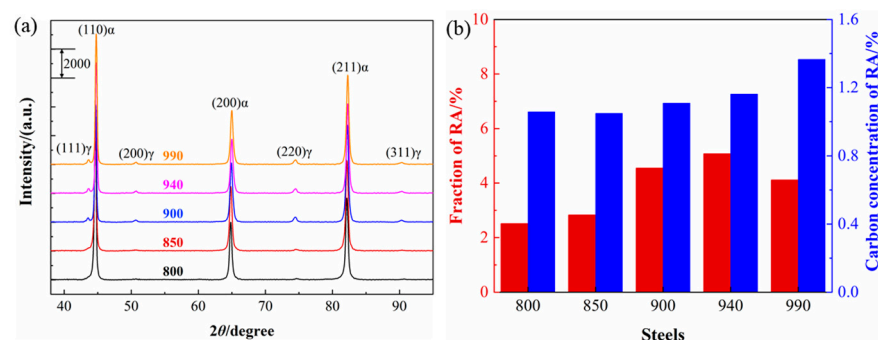 (a)
(110)α
2000
(211)α
(200)α
(111)γ
(200)γ
990
(220)γ
(311)γ
940
900
850
800
Intensity/(a.u.)
40 50 60 70 80 90
2θ/degree
(b)
10
8
6
4
2
0
Fraction of RA/%
1.6
1.2
0.8
0.4
0.0
Carbon concentration of RA/%
800 850 900 940 990
Steels